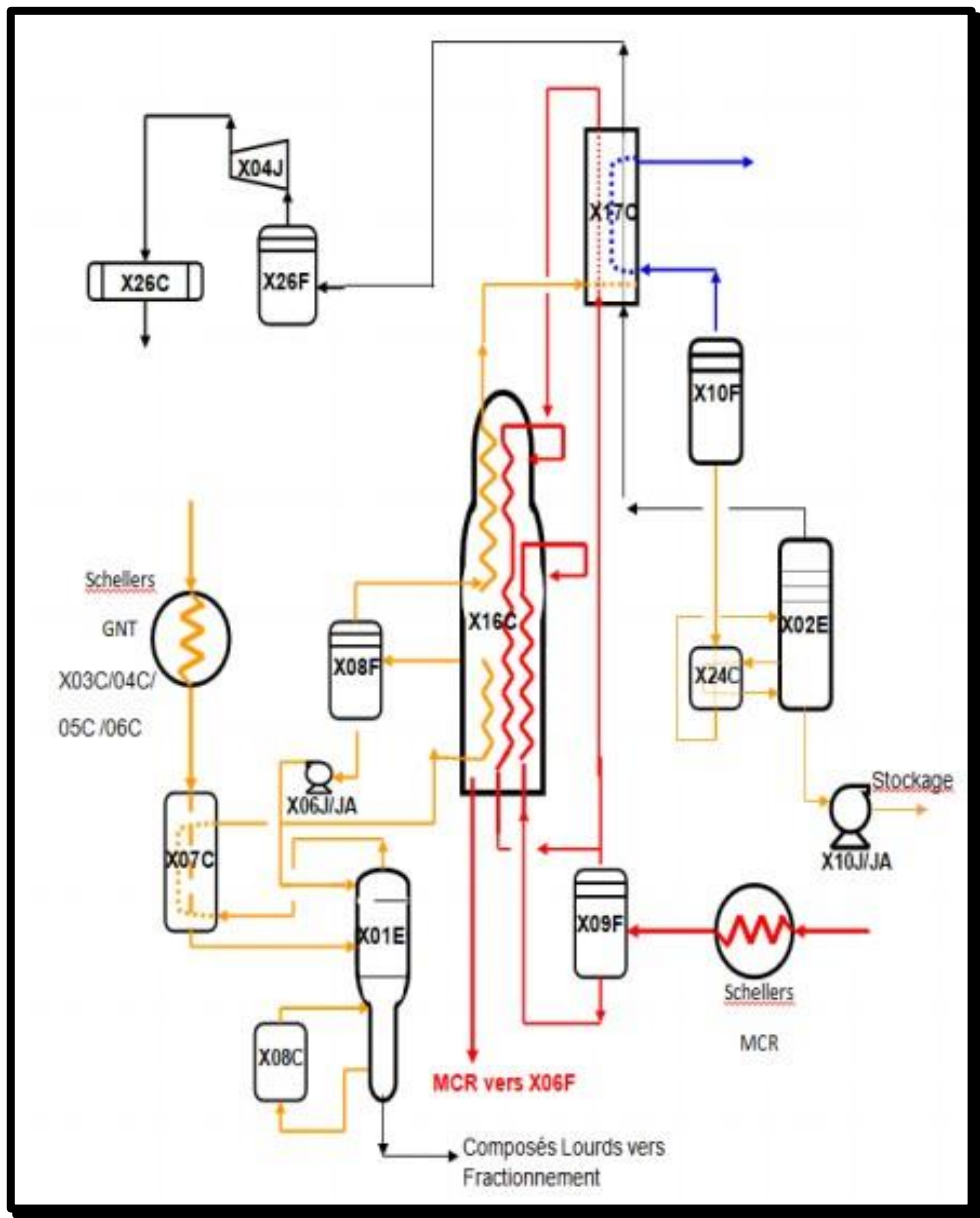 X04J
X17C
X26C
X26F
X10F
Schellers
GNT
X03C/04C/
05C /06C
X16C
X02E
X08F
X24C
X06J/JA
Stockage
X07C
X10J/JA
X01E
X09F
Schellers
MCR
X08C
MCR vers X06F
Composés Lourds vers
Fractionnement